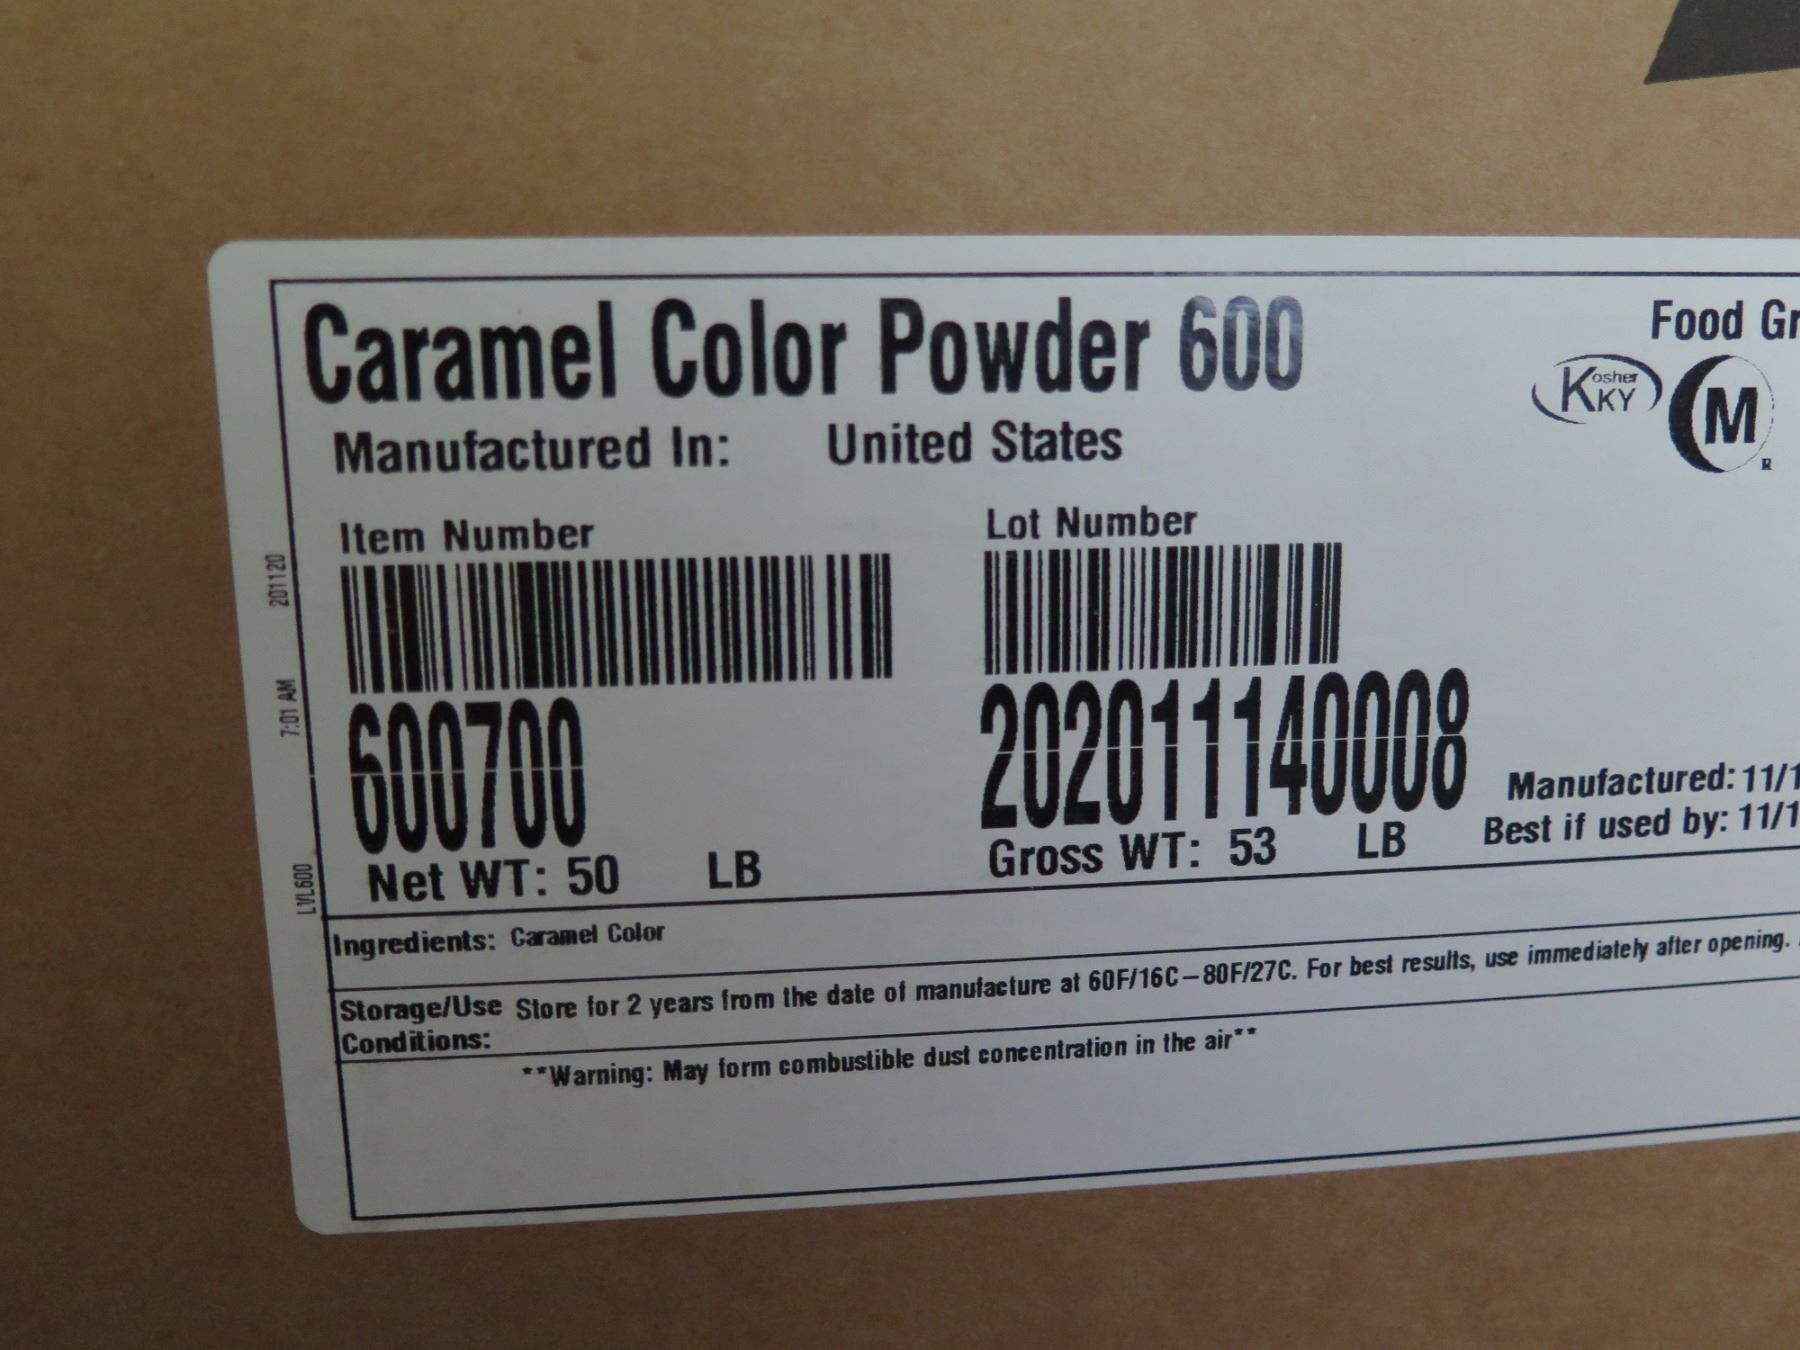 Caramel Color Powder 600
Food Gr
Kosher
KKY
M
R
Manufactured In: United States
Item Number
Lot Number
600700
202011140008
Manufactured: 11/1
Net WT: 50 LB
Gross WT: 53 LB
Best if used by: 11/1
Ingredients: Caramel Color
Storage/Use Store for 2 years from the date of manufacture at 60F/16C-80F/27C. For best results, use immediately after opening.
Conditions:
**Warning: May form combustible dust concentration in the air**
LVL600 7:01 AM 201120